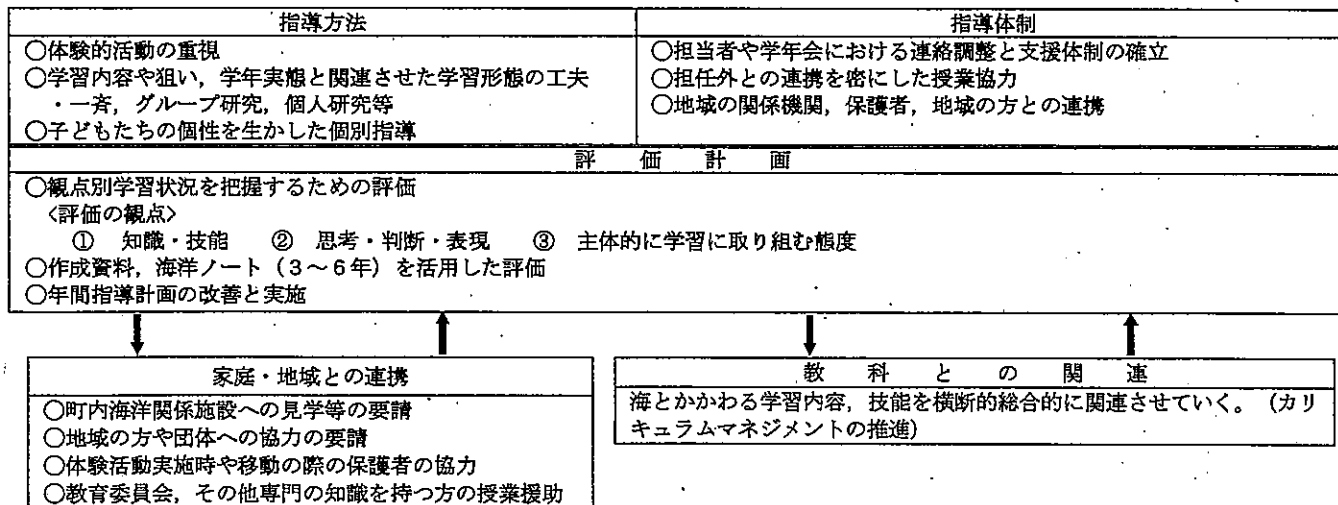 指導方法
○体験的活動の重視
○学習内容や狙い，学年実態と関連させた学習形態の工夫
・一斉，グループ研究，個人研究等
○子どもたちの個性を生かした個別指導
指導体制
○担当者や学年会における連絡調整と支援体制の確立
○担任外との連携を密にした授業協力
○地域の関係機関，保護者，地域の方との連携
評価計画
○観点別学習状況を把握するための評価
<評価の観点>
① 知識・技能 ② 思考・判断・表現 ③ 主体的に学習に取り組む態度
○作成資料，海洋ノート（３～６年）を活用した評価
○年間指導計画の改善と実施
家庭・地域との連携
○町内海洋関係施設への見学等の要請
○地域の方や団体への協力の要請
○体験活動実施時や移動の際の保護者の協力
○教育委員会，その他専門の知識を持つ方の授業援助
教科との関連
海とかかわる学習内容，技能を横断的総合的に関連させていく。（カリ
キュラムマネジメントの推進）